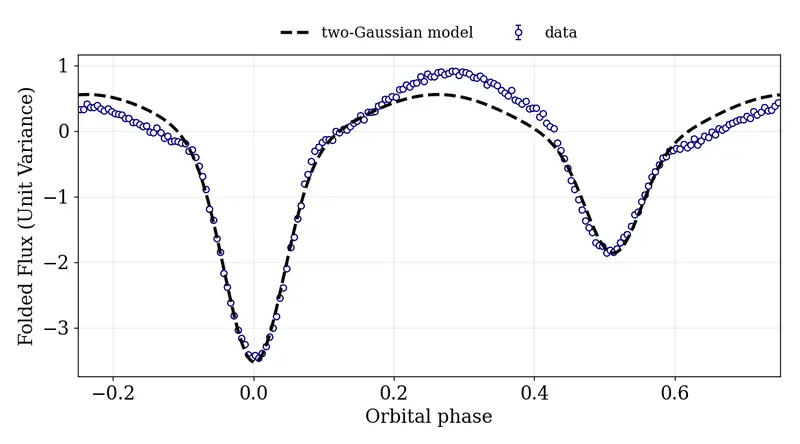 two-Gaussian model
data
Folded Flux (Unit Variance)
1
0
−1
−2
−3
−0.2
0.0
0.2
0.4
0.6
Orbital phase